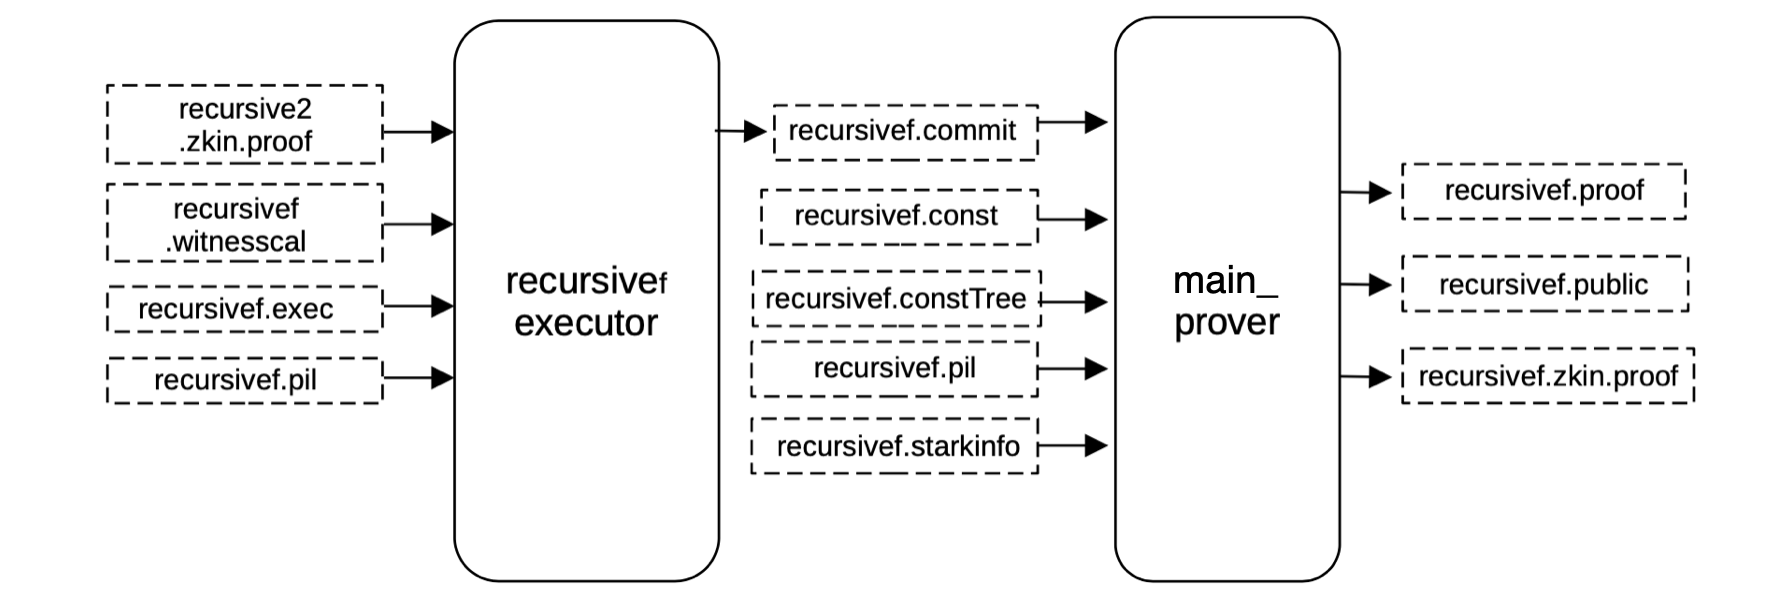 recursive2
.zkin.proof
recursivef
.witnesscal
recursivef.exec
recursivef.pil
recursivef
executor
recursivef.commit
recursivef.const
recursivef.constTree
recursivef.pil
recursivef.starkinfo
main_
prover
recursivef.proof
recursivef.public
recursivef.zkin.proof